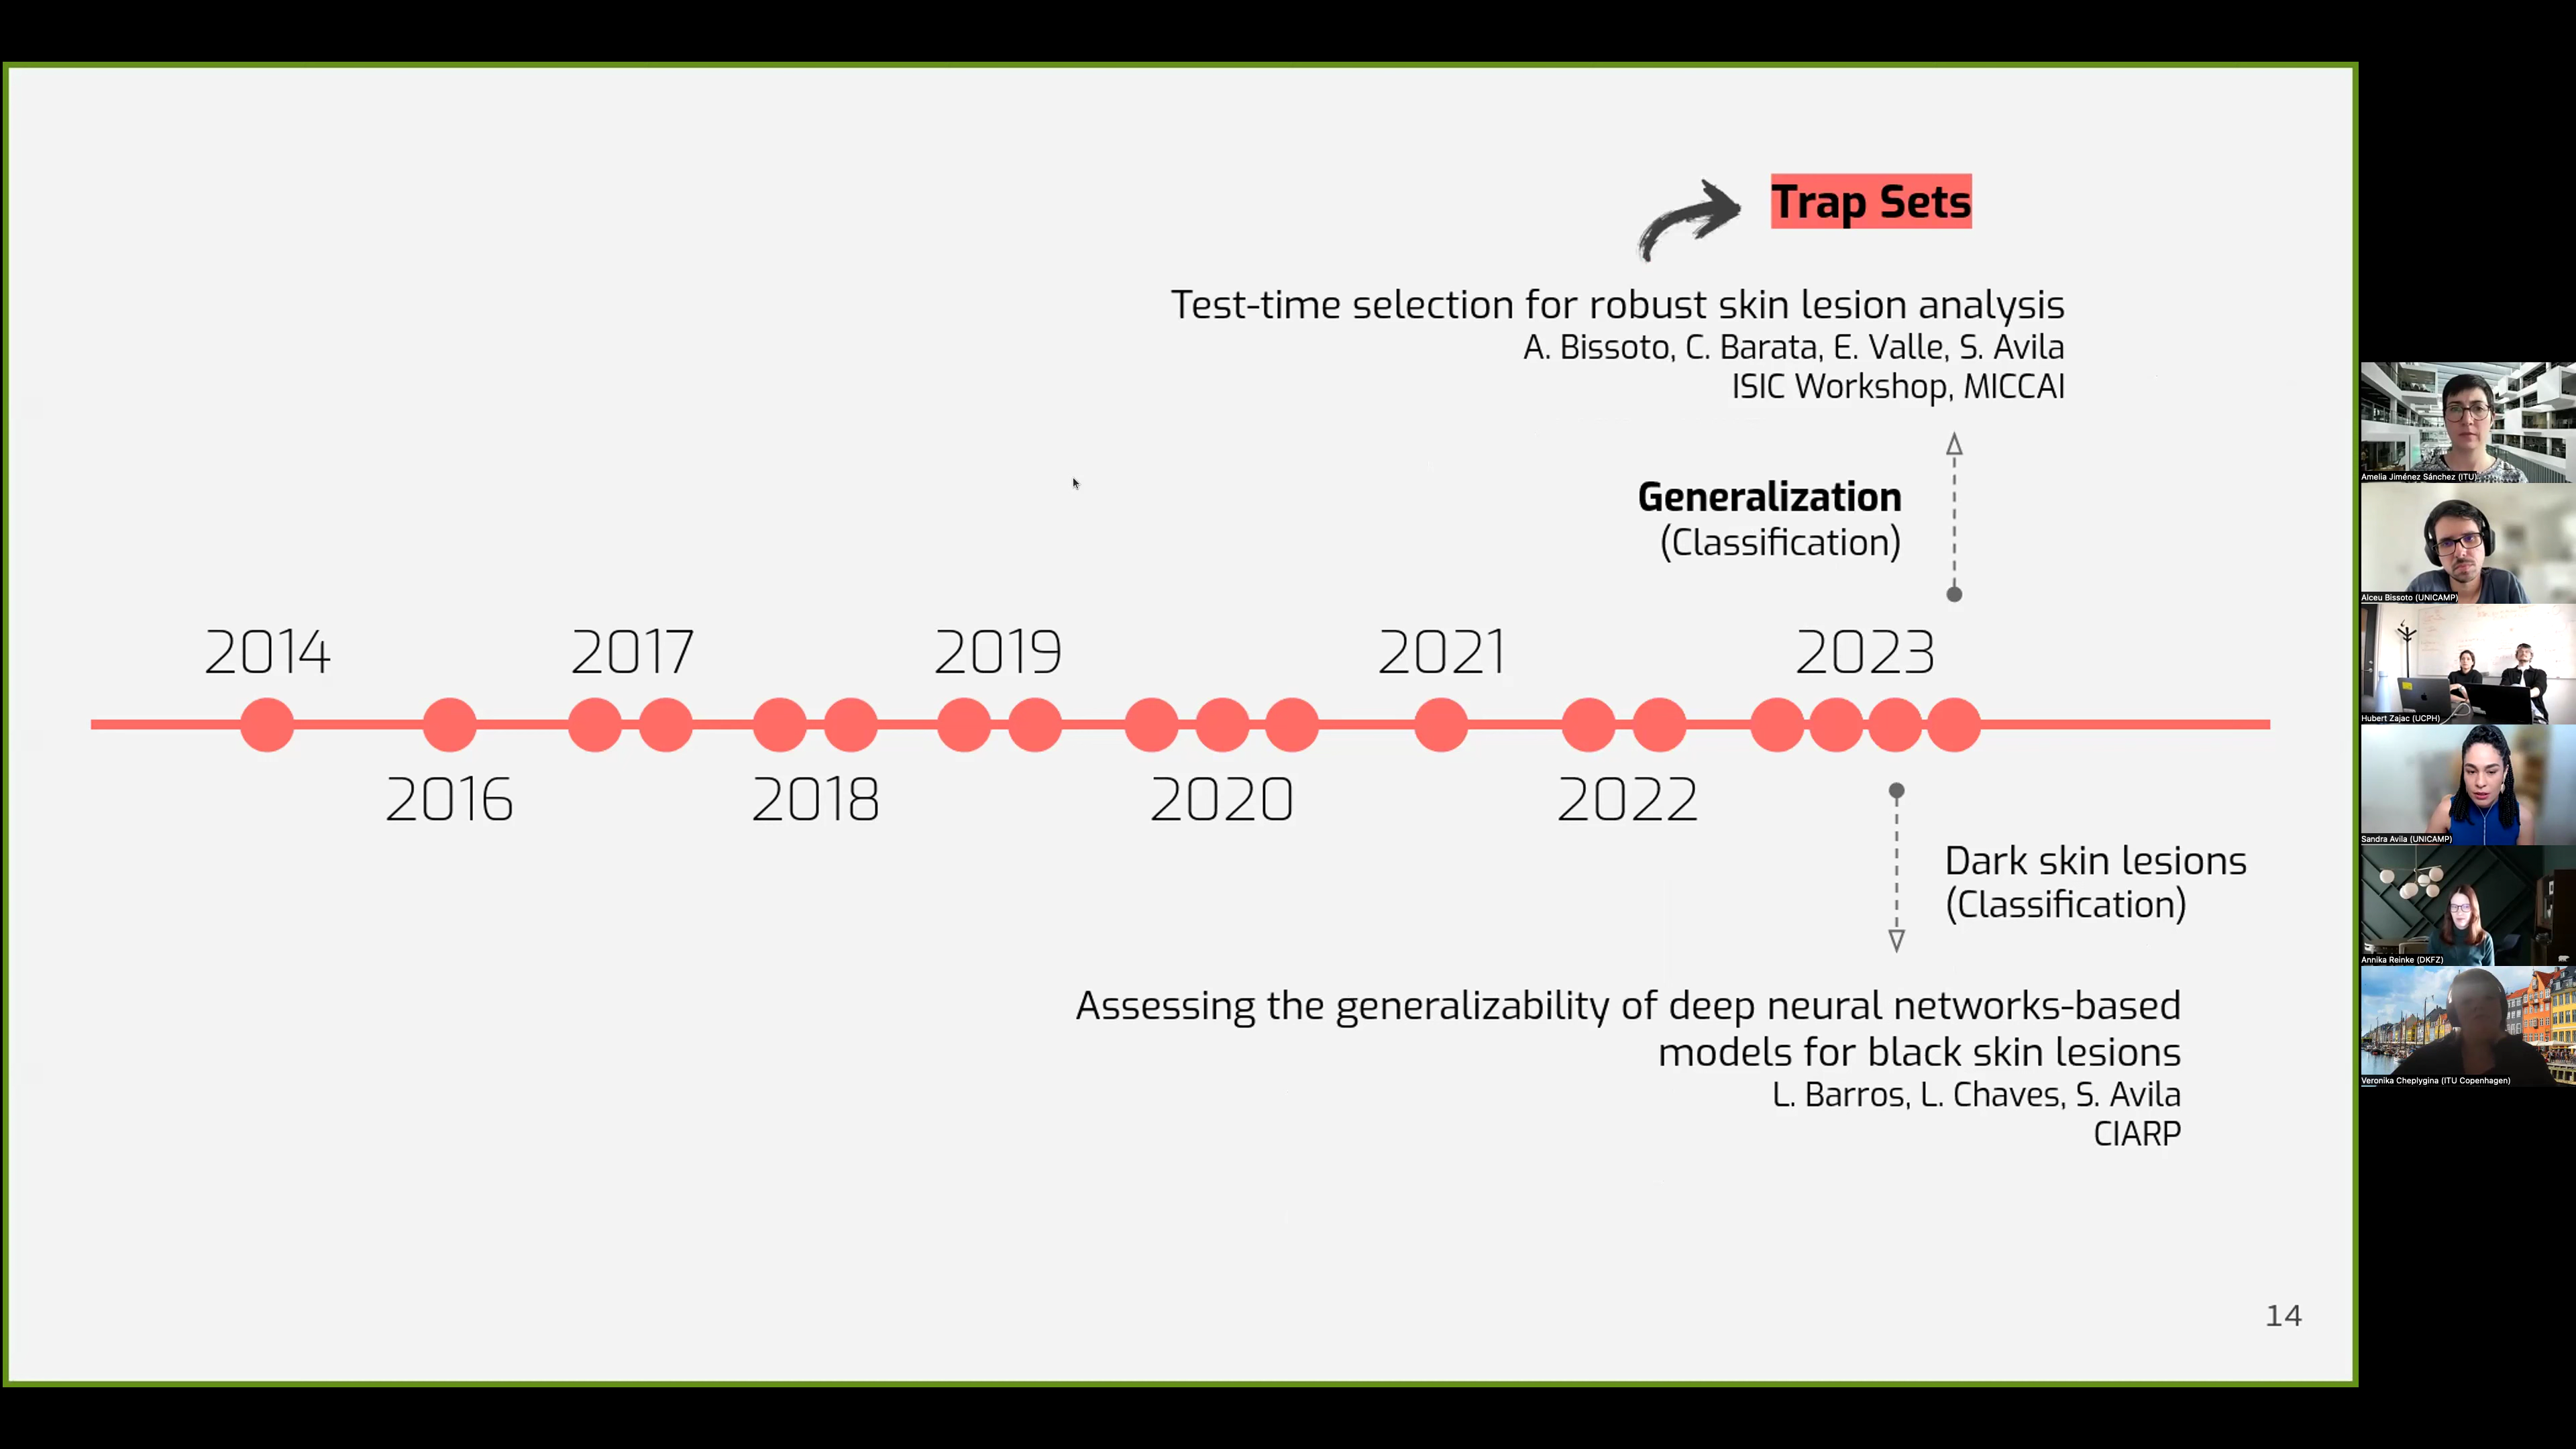 Trap Sets
Test-time selection for robust skin lesion analysis
A. Bissoto, C. Barata, E. Valle, S. Avila
ISIC Workshop, MICCAI
Generalization
(Classification)
2014
2017
2019
2021
2023
2016
2018
2020
2022
Dark skin lesions
(Classification)
Assessing the generalizability of deep neural networks-based
models for black skin lesions
L. Barros, L. Chaves, S. Avila
CIARP
14
Amelia Jiménez Sánchez (ITU)
Alceu Bissoto (UNICAMP)
Hubert Zajac (UCPH)
Sandra Avila (UNICAMP)
Annika Reinke (DKFZ)
Veronika Cheplygina (ITU Copenhagen)